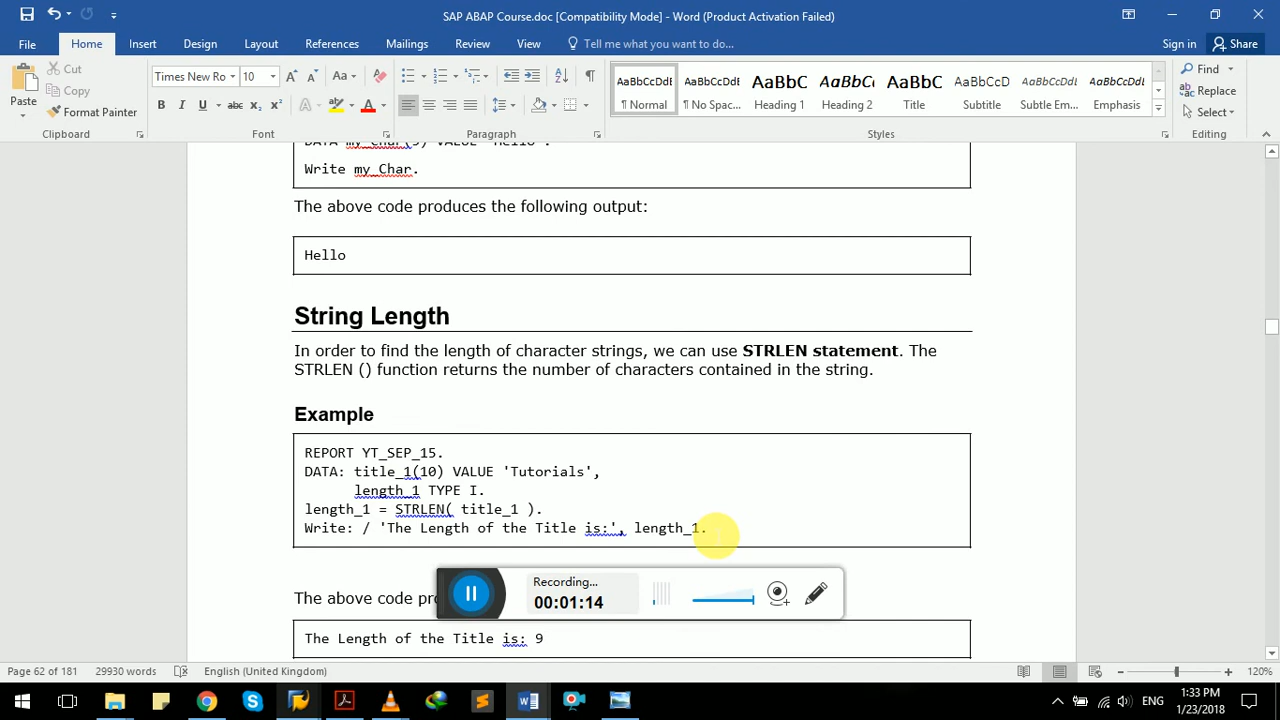 SAP ABAP Course.doc [Compatibility Mode] - Word (Product Activation Failed)
File Home Insert Design Layout References Mailings Review View Tell me what you want to do... Sign in Share
Paste Cut Copy Format Painter
Clipboard
Times New Ro 10 Aa
B I U abc x₂ x² A A
Font
Paragraph
AaBbCcDdE AaBbCcDdE AaBbC AaBbCcC AaBbC AaBbCcD AaBbCcDdE AaBbCcDdE
¶ Normal ¶ No Spac... Heading 1 Heading 2 Title Subtitle Subtle Em... Emphasis
Styles
Find
Replace
Select
Editing
Write my_Char.
The above code produces the following output:
Hello
String Length
In order to find the length of character strings, we can use STRLEN statement. The
STRLEN () function returns the number of characters contained in the string.
Example
REPORT YT_SEP_15.
DATA: title_1(10) VALUE 'Tutorials',
length_1 TYPE I.
length_1 = STRLEN( title_1 ).
Write: / 'The Length of the Title is:', length_1.
Recording...
00:01:14
The above code
The Length of the Title is: 9
Page 62 of 181 29930 words English (United Kingdom) 120%
ENG
1:33 PM
1/23/2018